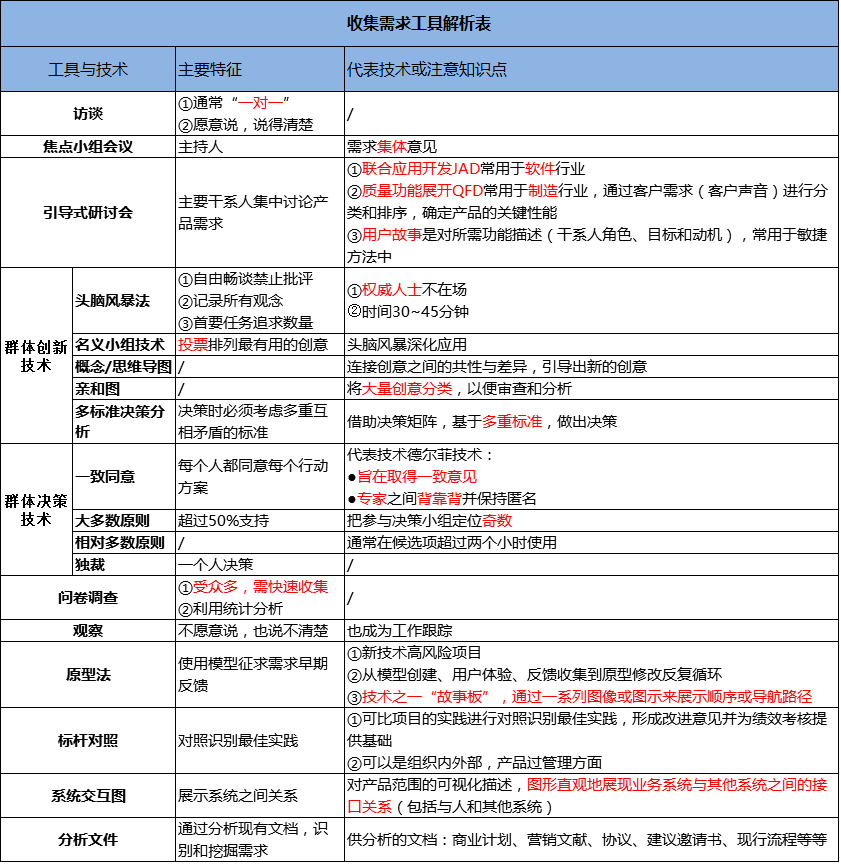 收集需求工具解析表
工具与技术 主要特征 代表技术或注意知识点
访谈
①通常“一对一”
②愿意说，说得清楚
/
焦点小组会议 主持人 需求集体意见
引导式研讨会
主要干系人集中讨论产
品需求
①联合应用开发JAD常用于软件行业
②质量功能展开QFD常用于制造行业，通过客户需求（客户声音）进行分
类和排序，确定产品的关键性能
③用户故事是对所需功能描述（干系人角色、目标和动机），常用于敏捷
方法中
群体创新
技术
头脑风暴法
①自由畅谈禁止批评
②记录所有观念
③首要任务追求数量
①权威人士不在场
②时间30~45分钟
名义小组技术 投票排列最有用的创意 头脑风暴深化应用
概念/思维导图 / 连接创意之间的共性与差异，引导出新的创意
亲和图 / 将大量创意分类，以便审查和分析
多标准决策分
析
决策时必须考虑多重互
相矛盾的标准
借助决策矩阵，基于多重标准，做出决策
群体决策
技术
一致同意
每个人都同意每个行动
方案
代表技术德尔菲技术：
●旨在取得一致意见
●专家之间背靠背并保持匿名
大多数原则 超过50%支持 把参与决策小组定位奇数
相对多数原则 / 通常在候选项超过两个小时使用
独裁 一个人决策 /
问卷调查
①受众多，需快速收集
②利用统计分析
/
观察 不愿意说，也说不清楚 也成为工作跟踪
原型法
使用模型征求需求早期
反馈
①新技术高风险项目
②从模型创建、用户体验、反馈收集到原型修改反复循环
③技术之一“故事板”，通过一系列图像或图示来展示顺序或导航路径
标杆对照 对照识别最佳实践
①可比项目的实践进行对照识别最佳实践，形成改进意见并为绩效考核提
供基础
②可以是组织内外部，产品过管理方面
系统交互图 展示系统之间关系
对产品范围的可视化描述，图形直观地展现业务系统与其他系统之间的接
口关系（包括与人和其他系统）
分析文件
通过分析现有文档，识
别和挖掘需求
供分析的文档：商业计划、营销文献、协议、建议邀请书、现行流程等等